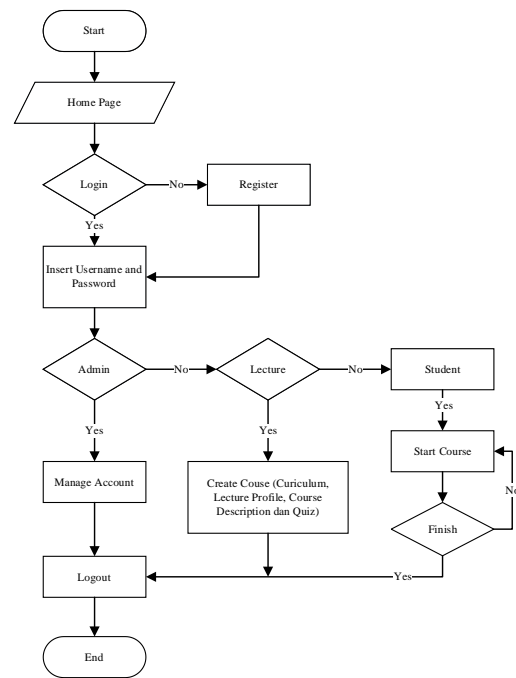 Start
Home Page
Login
No
Register
Yes
Insert Username and
Password
Admin
No
Lecture
No
Student
Yes
Yes
Yes
Start Course
Manage Account
Create Couse (Curiculum,
Lecture Profile, Course
Description dan Quiz)
No
Finish
Logout
Yes
End